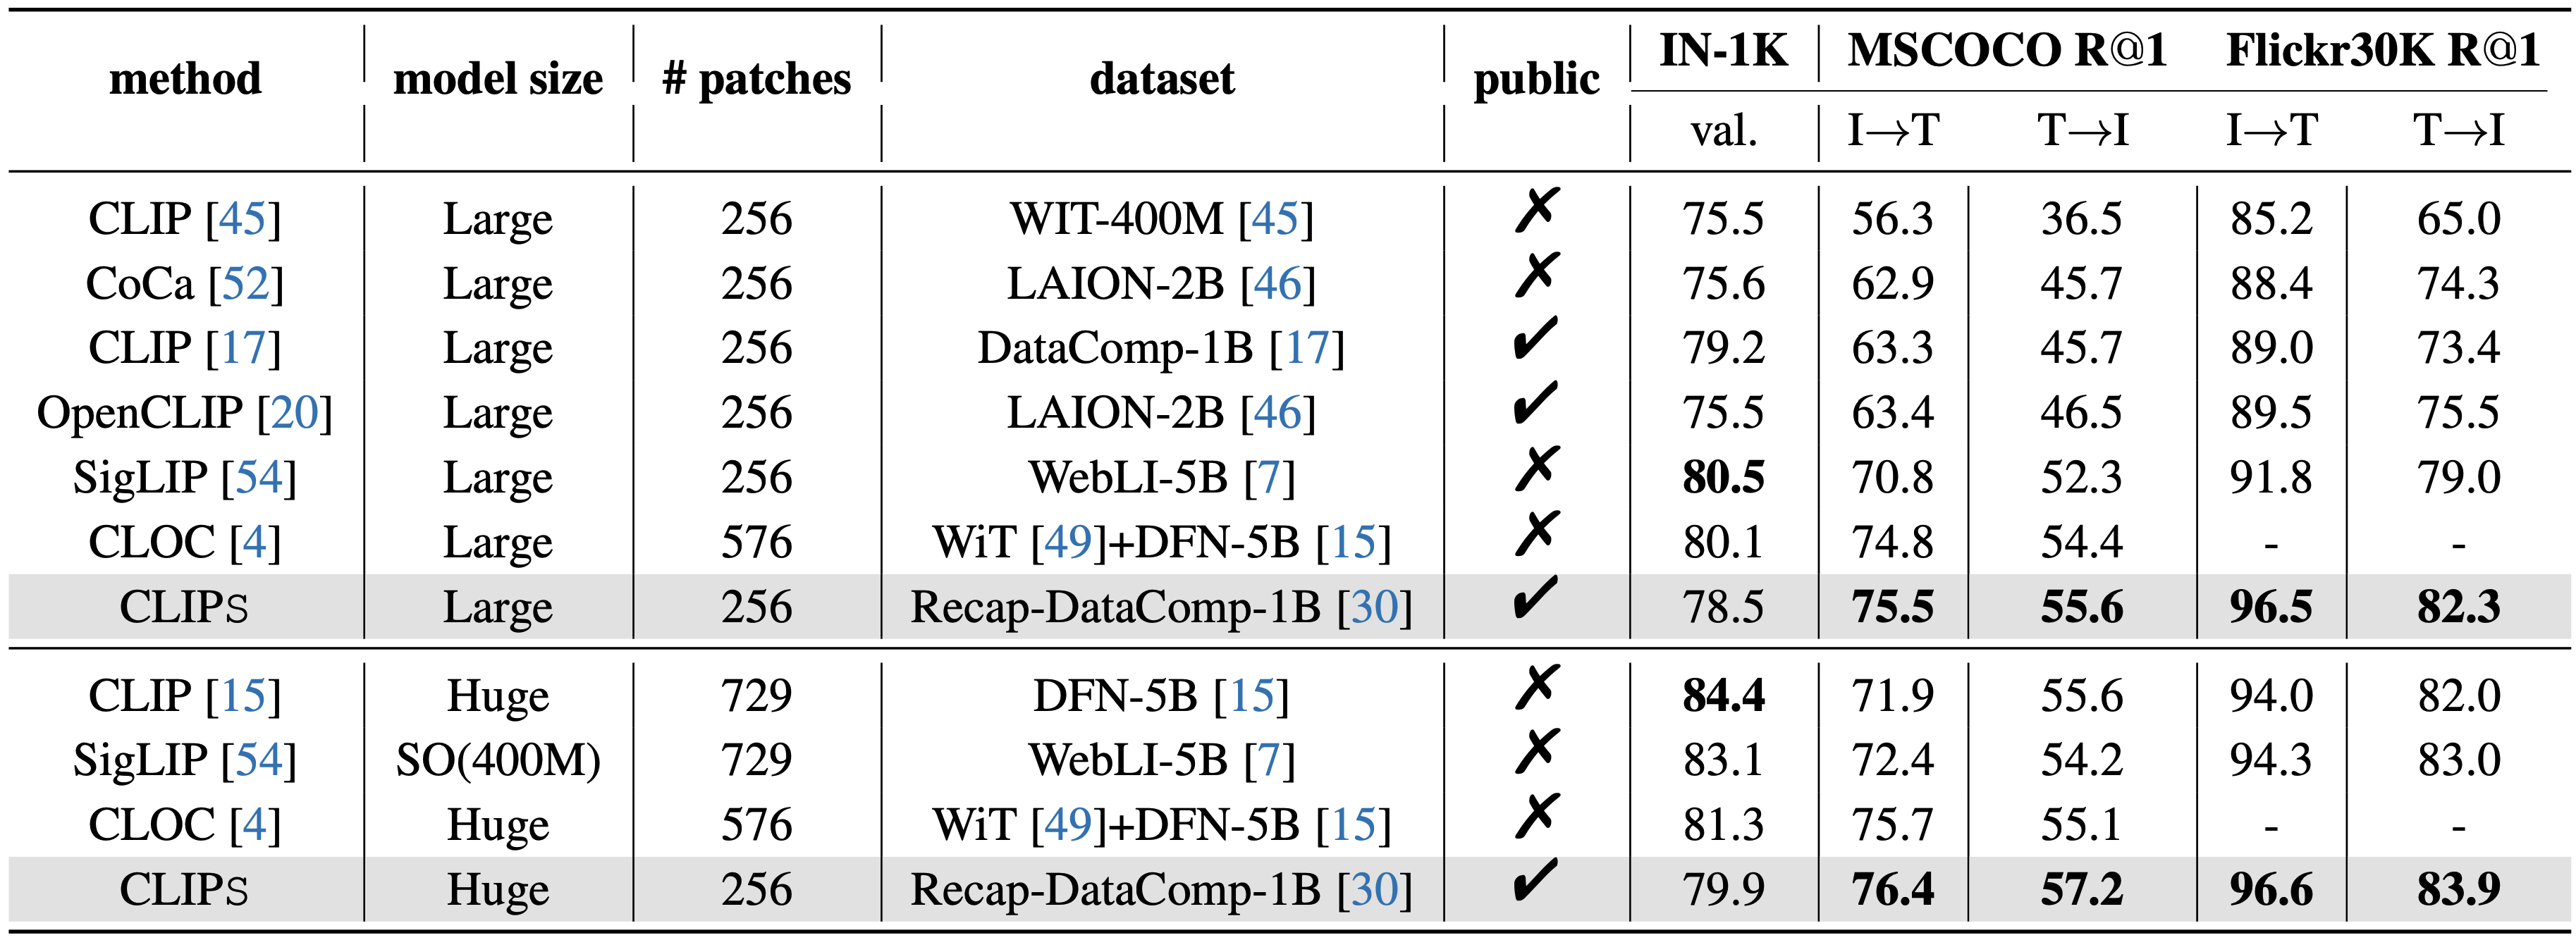 method model size # patches dataset public IN-1K MSCOCO R@1 Flickr30K R@1
val. I→T T→I I→T T→I
CLIP [45] Large 256 WIT-400M [45] ✗ 75.5 56.3 36.5 85.2 65.0
CoCa [52] Large 256 LAION-2B [46] ✗ 75.6 62.9 45.7 88.4 74.3
CLIP [17] Large 256 DataComp-1B [17] ✓ 79.2 63.3 45.7 89.0 73.4
OpenCLIP [20] Large 256 LAION-2B [46] ✓ 75.5 63.4 46.5 89.5 75.5
SigLIP [54] Large 256 WebLI-5B [7] ✗ 80.5 70.8 52.3 91.8 79.0
CLOC [4] Large 576 WiT [49]+DFN-5B [15] ✗ 80.1 74.8 54.4 - -
CLIPS Large 256 Recap-DataComp-1B [30] ✓ 78.5 75.5 55.6 96.5 82.3
CLIP [15] Huge 729 DFN-5B [15] ✗ 84.4 71.9 55.6 94.0 82.0
SigLIP [54] SO(400M) 729 WebLI-5B [7] ✗ 83.1 72.4 54.2 94.3 83.0
CLOC [4] Huge 576 WiT [49]+DFN-5B [15] ✗ 81.3 75.7 55.1 - -
CLIPS Huge 256 Recap-DataComp-1B [30] ✓ 79.9 76.4 57.2 96.6 83.9